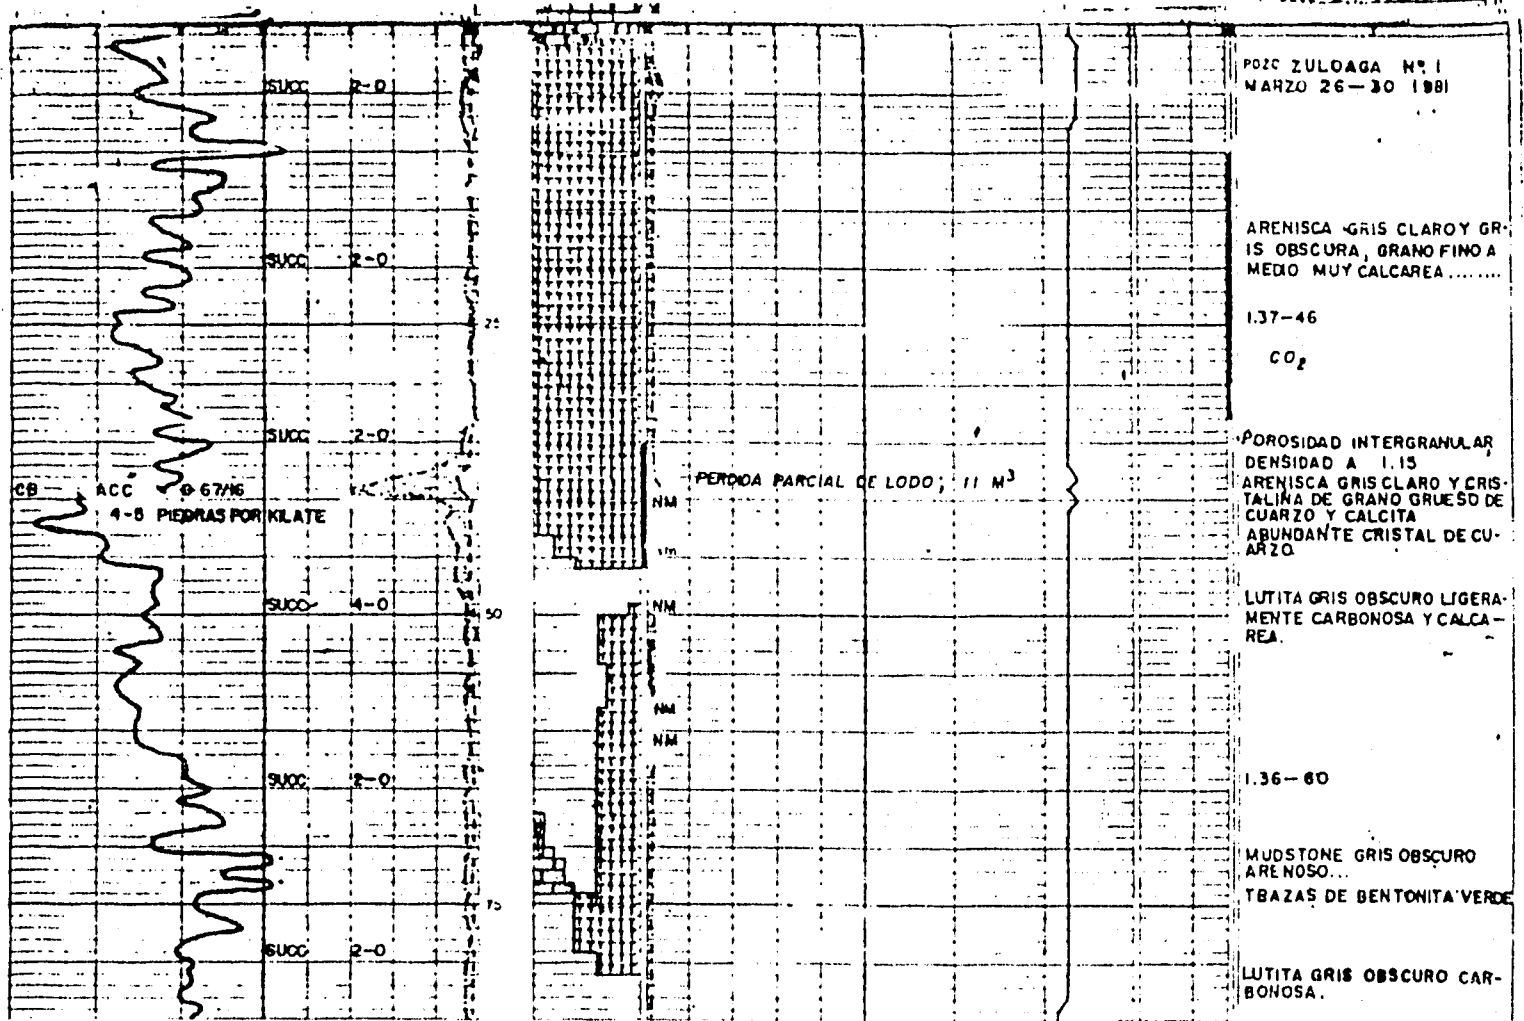 POZO ZULOAGA Nº 1
MARZO 26-30 1981
SUCC 2-0
ARENISCA GRIS CLARO Y GR-
IS OBSCURA, GRANO FINO A
MEDIO MUY CALCAREA........
SUCC 2-0
25
1.37-46
CO2
SUCC 2-0
POROSIDAD INTERGRANULAR
DENSIDAD A 1.15
ARENISCA GRIS CLARO Y CRIS-
TALINA DE GRANO GRUESO DE
CUARZO Y CALCITA
ABUNDANTE CRISTAL DE CU-
ARZO.
PERDIDA PARCIAL DE LODO; 11 M3
CB ACC 0-67/16
NM
4-5 PIEDRAS POR KILATE
SUCC 4-0
50
NM
LUTITA GRIS OBSCURO LIGERA-
MENTE CARBONOSA Y CALCA-
REA.
NM
NM
SUCC 2-0
1.36-60
MUDSTONE GRIS OBSCURO
ARENOSO...
TBAZAS DE BENTONITA VERDE
75
SUCC 2-0
LUTITA GRIS OBSCURO CAR-
BONOSA.